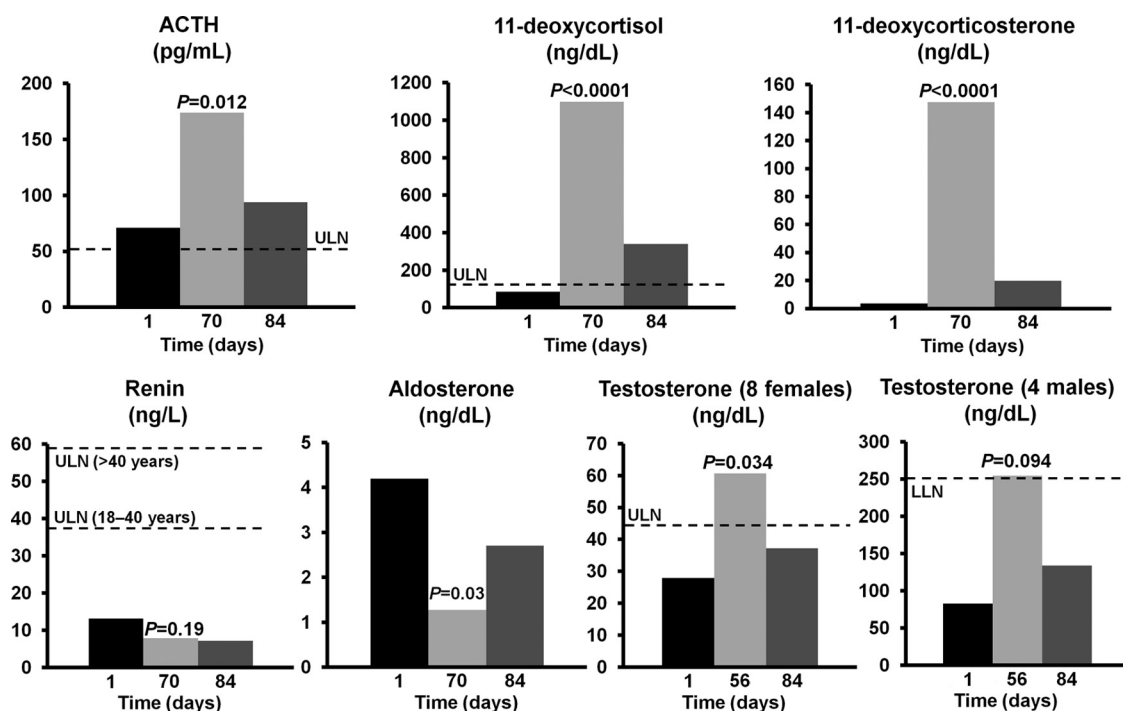 ACTH
(pg/mL)
200
150
100
50
0
P=0.012
ULN
1 70 84
Time (days)
11-deoxycortisol
(ng/dL)
1200
1000
800
600
400
200
0
P<0.0001
ULN
1 70 84
Time (days)
11-deoxycorticosterone
(ng/dL)
160
140
120
100
80
60
40
20
0
P<0.0001
1 70 84
Time (days)
Renin
(ng/L)
60
50
40
30
20
10
0
ULN (>40 years)
ULN (18–40 years)
P=0.19
1 70 84
Time (days)
Aldosterone
(ng/dL)
5
4
3
2
1
0
P=0.03
1 70 84
Time (days)
Testosterone (8 females)
(ng/dL)
70
60
50
40
30
20
10
0
P=0.034
ULN
1 56 84
Time (days)
Testosterone (4 males)
(ng/dL)
300
250
200
150
100
50
0
P=0.094
LLN
1 56 84
Time (days)